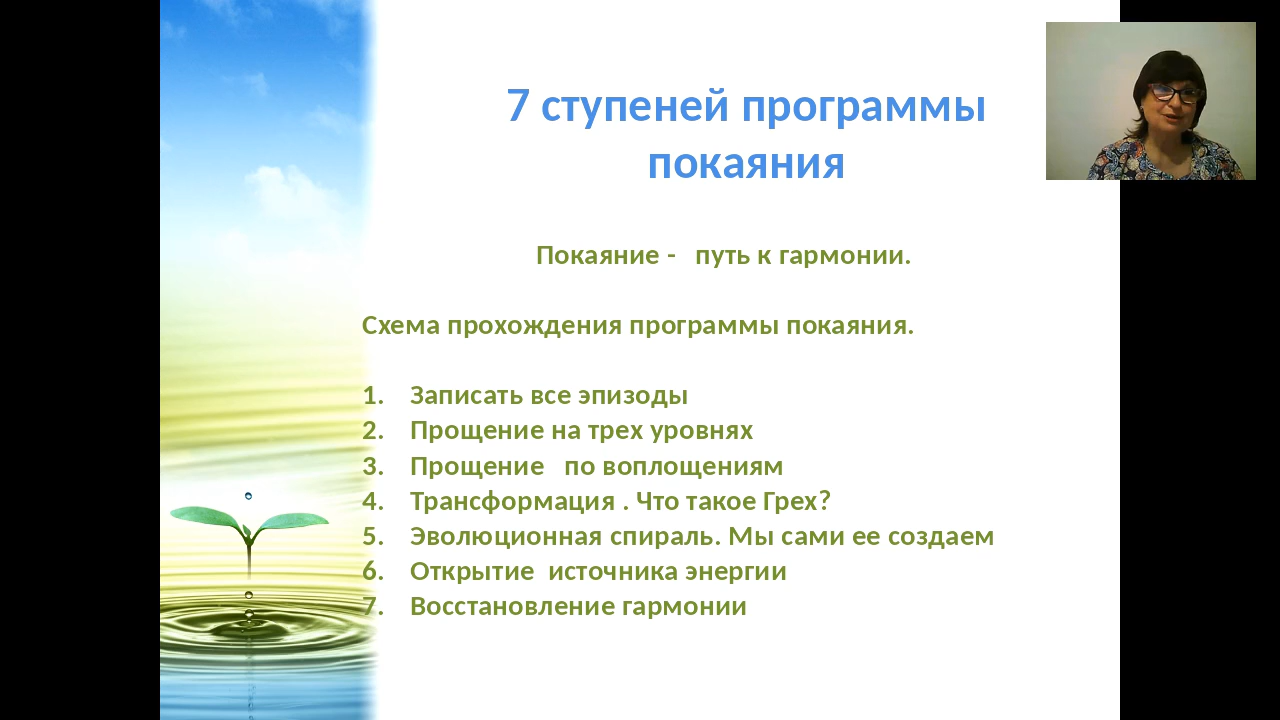 7 ступеней программы
покаяния
Покаяние - путь к гармонии.
Схема прохождения программы покаяния.
1. Записать все эпизоды
2. Прощение на трех уровнях
3. Прощение по воплощениям
4. Трансформация . Что такое Грех?
5. Эволюционная спираль. Мы сами ее создаем
6. Открытие источника энергии
7. Восстановление гармонии